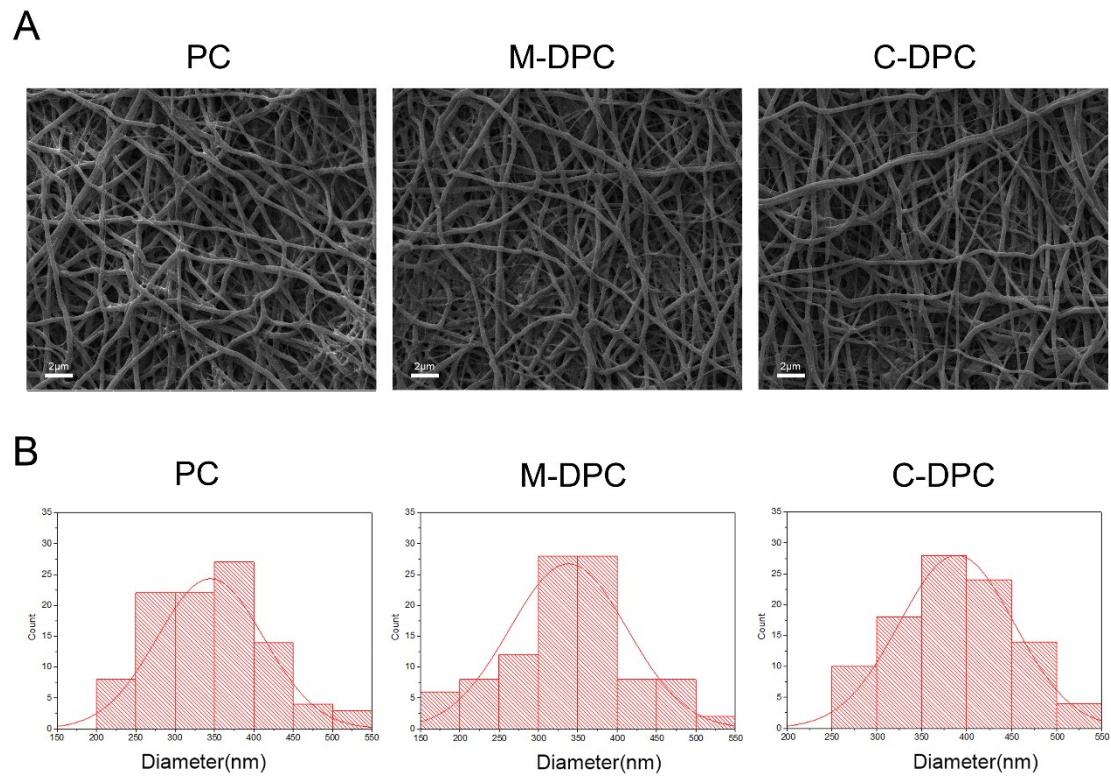 A
PC M-DPC C-DPC
2μm 2μm 2μm
B
PC M-DPC C-DPC
35 35 35
30 30 30
25 25 25
20 20 20
15 15 15
10 10 10
5 5 5
0 0 0
Count Count Count
150 200 250 300 350 400 450 500 550 150 200 250 300 350 400 450 500 550 200 250 300 350 400 450 500 550
Diameter(nm) Diameter(nm) Diameter(nm)